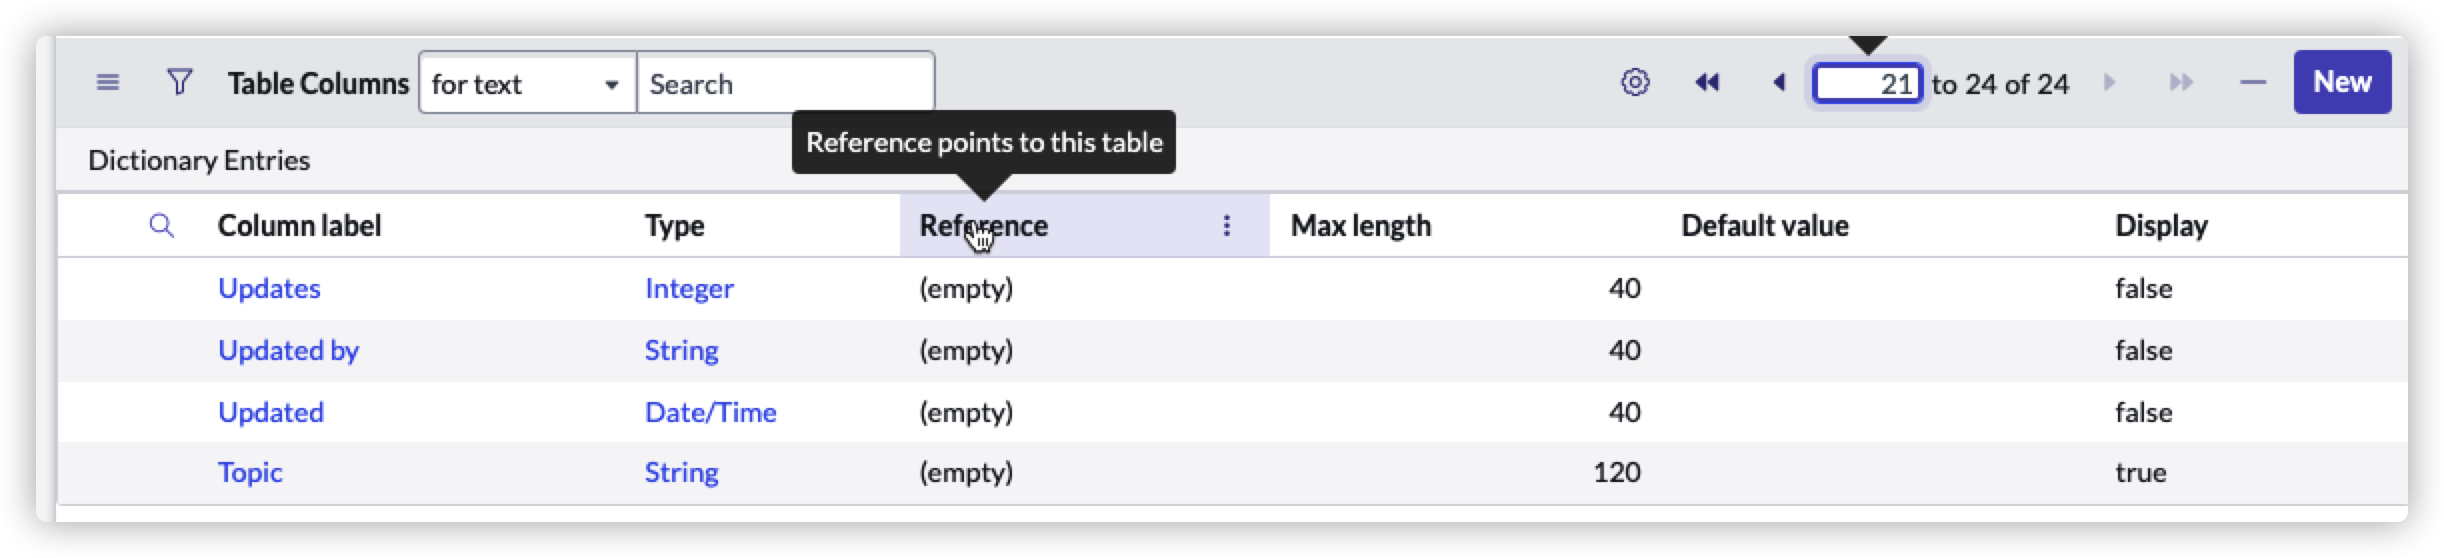 Table Columns for text Search 21 to 24 of 24 New
Reference points to this table
Dictionary Entries
Column label Type Reference Max length Default value Display
Updates Integer (empty) 40 false
Updated by String (empty) 40 false
Updated Date/Time (empty) 40 false
Topic String (empty) 120 true